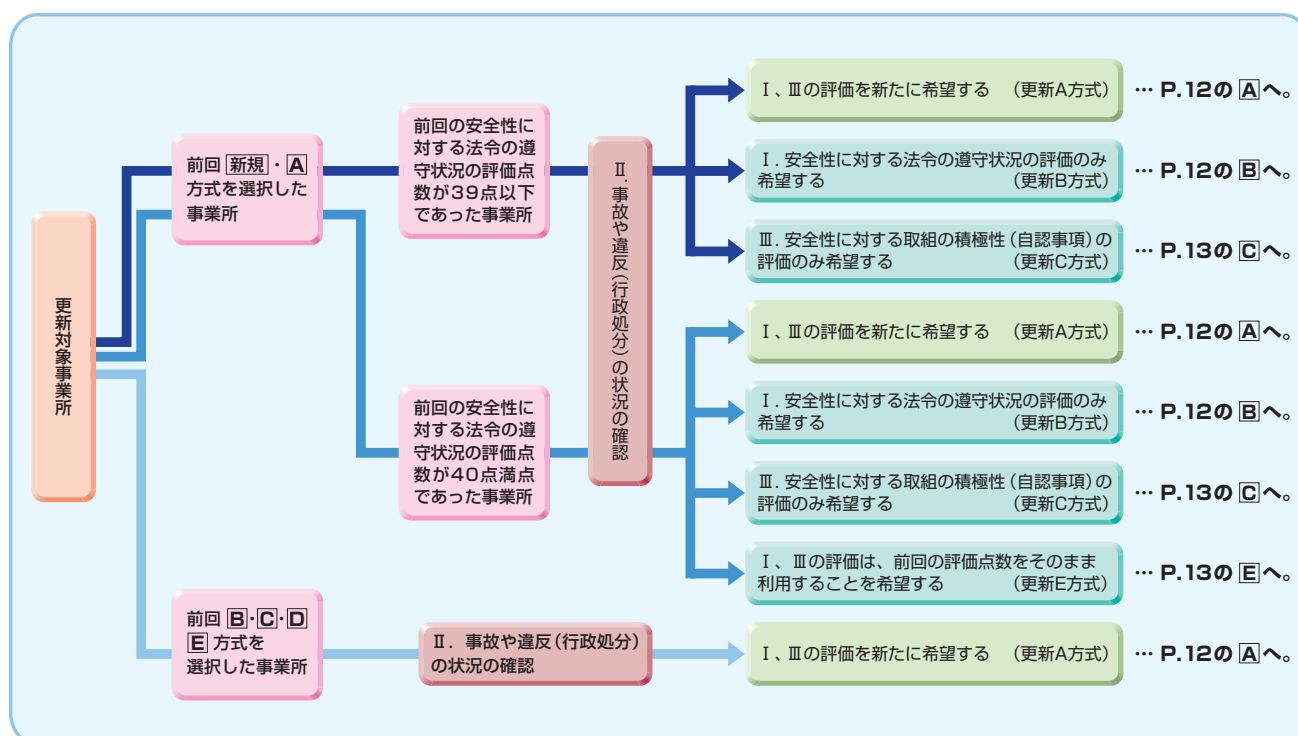 更新対象事業所
前回 新規・A
方式を選択した
事業所
前回の安全性に
対する法令の遵
守状況の評価点
数が39点以下
であった事業所
前回の安全性に
対する法令の遵
守状況の評価点
数が40点満点
であった事業所
Ⅱ．事故や違反（行政処分）の状況の確認
Ⅰ、Ⅲの評価を新たに希望する （更新A方式） … P.12の A へ。
Ⅰ．安全性に対する法令の遵守状況の評価のみ
希望する （更新B方式） … P.12の B へ。
Ⅲ．安全性に対する取組の積極性（自認事項）の
評価のみ希望する （更新C方式） … P.13の C へ。
Ⅰ、Ⅲの評価を新たに希望する （更新A方式） … P.12の A へ。
Ⅰ．安全性に対する法令の遵守状況の評価のみ
希望する （更新B方式） … P.12の B へ。
Ⅲ．安全性に対する取組の積極性（自認事項）の
評価のみ希望する （更新C方式） … P.13の C へ。
Ⅰ、Ⅲの評価は、前回の評価点数をそのまま
利用することを希望する （更新E方式） … P.13の E へ。
前回 B・C・D
E 方式を
選択した事業所
Ⅱ．事故や違反（行政処分）
の状況の確認
Ⅰ、Ⅲの評価を新たに希望する （更新A方式） … P.12の A へ。